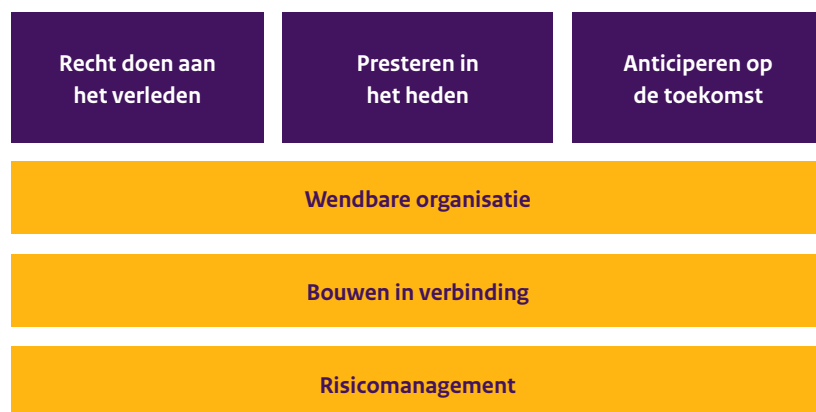 Recht doen aan
het verleden
Presteren in
het heden
Anticiperen op
de toekomst
Wendbare organisatie
Bouwen in verbinding
Risicomanagement